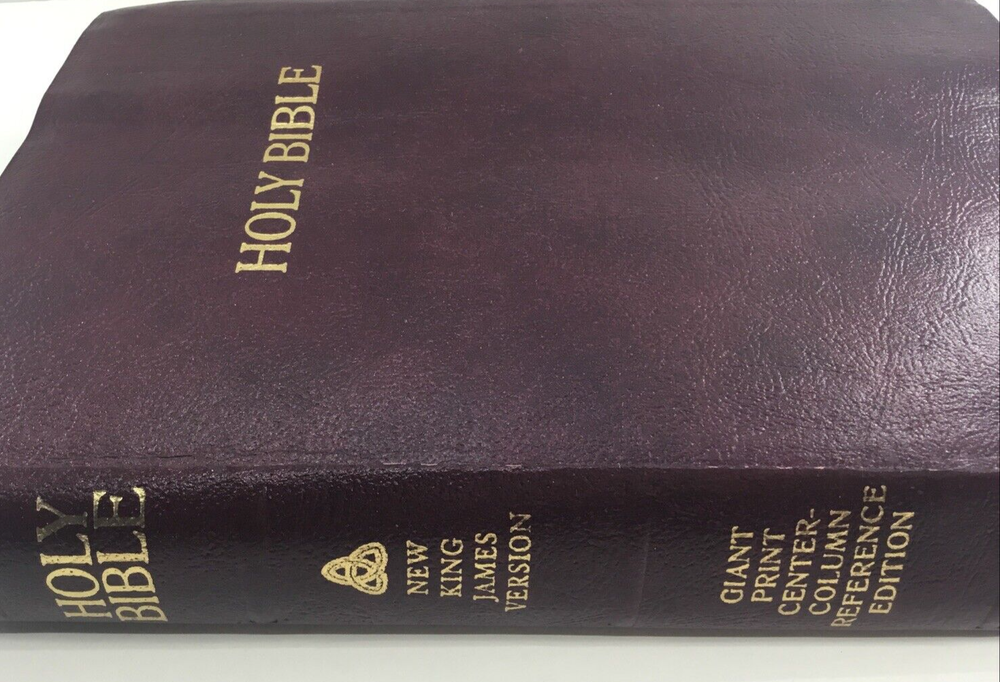 HOLY BIBLE
HOLY
BIBLE
NEW
KING
JAMES
VERSION
GIANT
PRINT
CENTER-
COLUMN
REFERENCE
EDITION